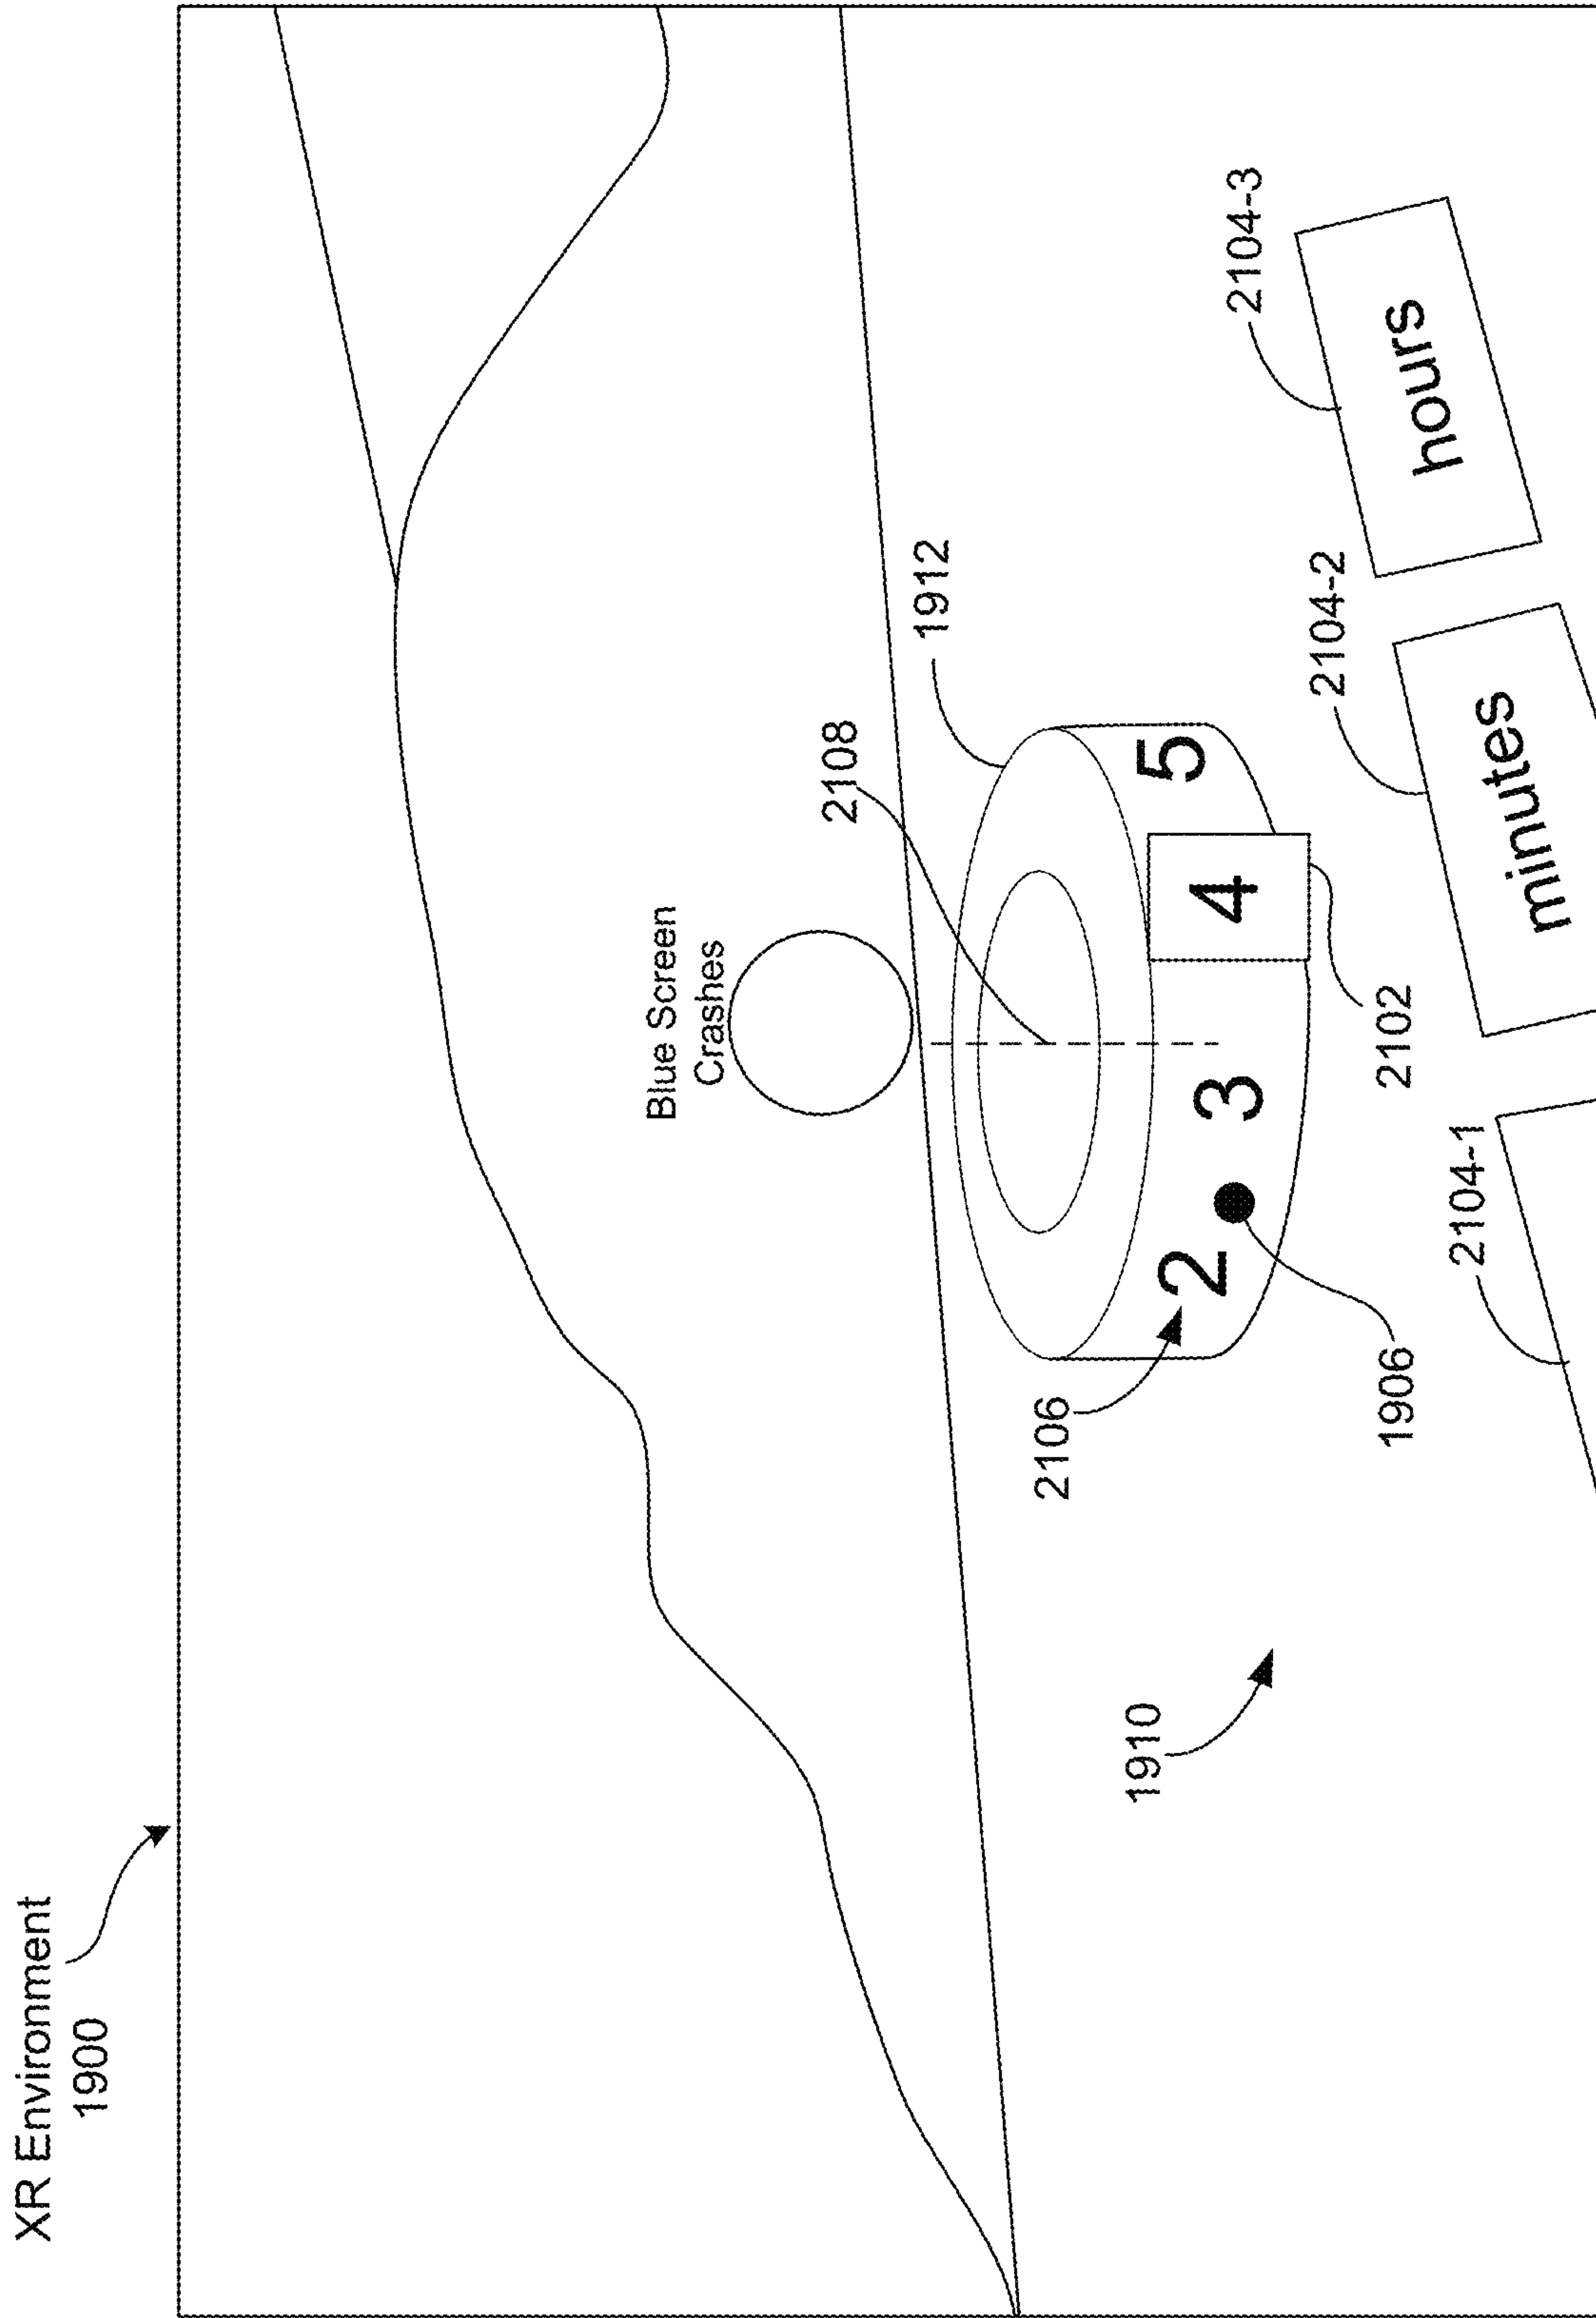 XR Environment
1900
Blue Screen
Crashes
2108
1912
2106
2
3
4
5
1906
2102
1910
2104-1
2104-2
2104-3
minutes
hours